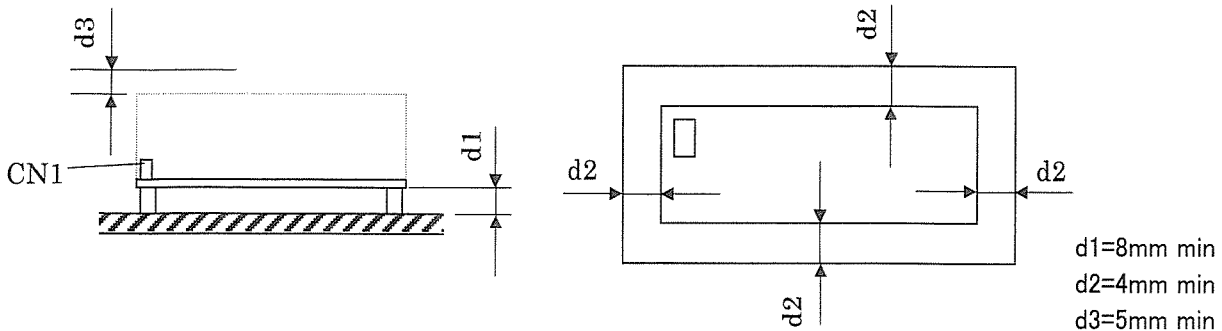 d3
d2
CN1
d1
d2
d2
d2
d1=8mm min
d2=4mm min
d3=5mm min